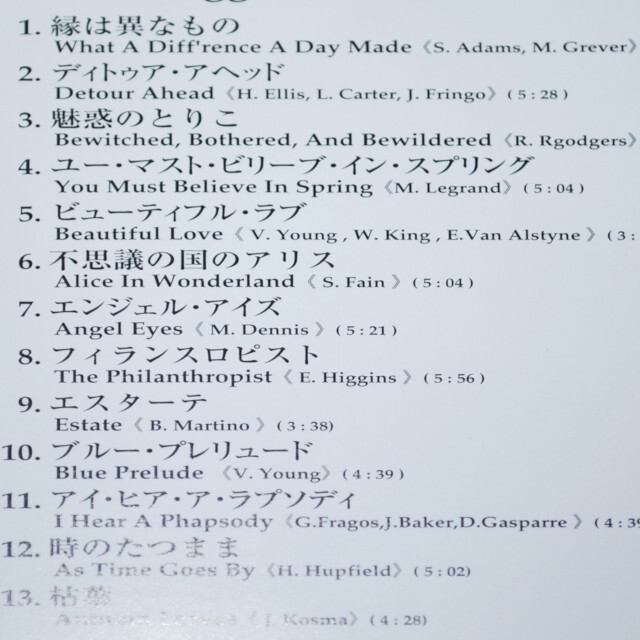 1. 縁は異なもの
What A Diff'rence A Day Made《S. Adams, M. Grever》
2. ディトゥア・アヘッド
Detour Ahead《H. Ellis, L. Carter, J. Fringo》(5:28)
3. 魅惑のとりこ
Bewitched, Bothered, And Bewildered《R. Rgodgers》
4. ユー・マスト・ビリーブ・イン・スプリング
You Must Believe In Spring《M. Legrand》(5:04)
5. ビューティフル・ラブ
Beautiful Love《V. Young, W. King, E.Van Alstyne》(3:
6. 不思議の国のアリス
Alice In Wonderland《S. Fain》(5:04)
7. エンジェル・アイズ
Angel Eyes《M. Dennis》(5:21)
8. フィランスロピスト
The Philanthropist《E. Higgins》(5:56)
9. エスターテ
Estate《B. Martino》(3:38)
10. ブルー・プレリュード
Blue Prelude《V. Young》(4:39)
11. アイ・ヒア・ア・ラプソディ
I Hear A Phapsody《G.Fragos,J.Baker,D.Gasparre》(4:39
12. 時のたつまま
As Time Goes By《H. Hupfield》(5:02)
13. 枯葉
《J. Kosma》(4:28)